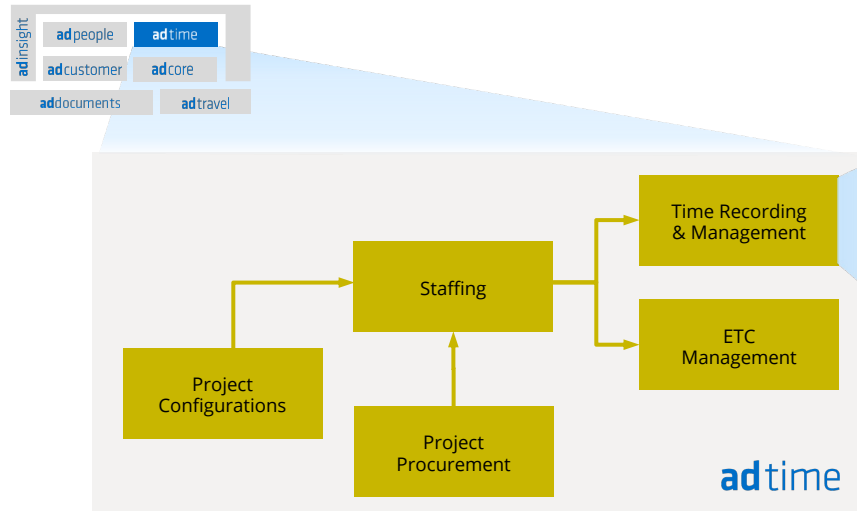 adinsight
adpeople
adtime
adcustomer
adcore
addocuments
adtravel
Time Recording
& Management
Staffing
ETC
Management
Project
Configurations
Project
Procurement
adtime